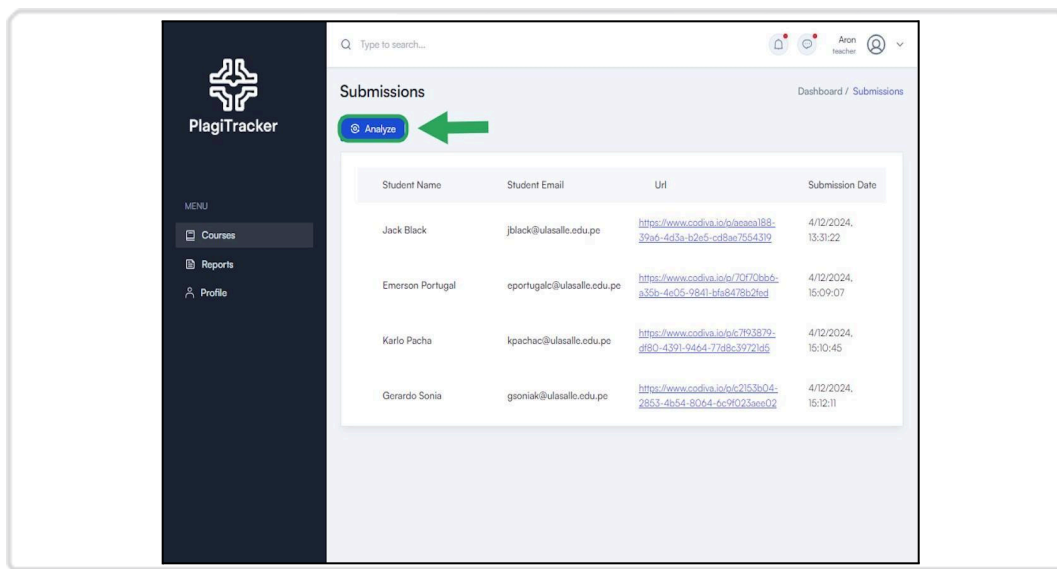 Type to search...
Aron
teacher
PlagiTracker
Submissions
Dashboard / Submissions
Analyze
MENU
Courses
Reports
Profile
Student Name Student Email Url Submission Date
Jack Black jblack@ulasalle.edu.pe https://www.codiva.io/p/aeaea188- 4/12/2024,
39a6-4d3a-b2e5-cd8ae7554319 13:31:22
Emerson Portugal eportugalc@ulasalle.edu.pe https://www.codiva.io/p/70f70bb6- 4/12/2024,
a35b-4e05-9841-bfa8478b2fed 15:09:07
Karlo Pacha kpachac@ulasalle.edu.pe https://www.codiva.io/p/c7f93879- 4/12/2024,
df80-4391-9464-77d8c39721d5 15:10:45
Gerardo Sonia gsoniak@ulasalle.edu.pe https://www.codiva.io/p/c2153b04- 4/12/2024,
2853-4b54-8064-6c9f023aee02 15:12:11